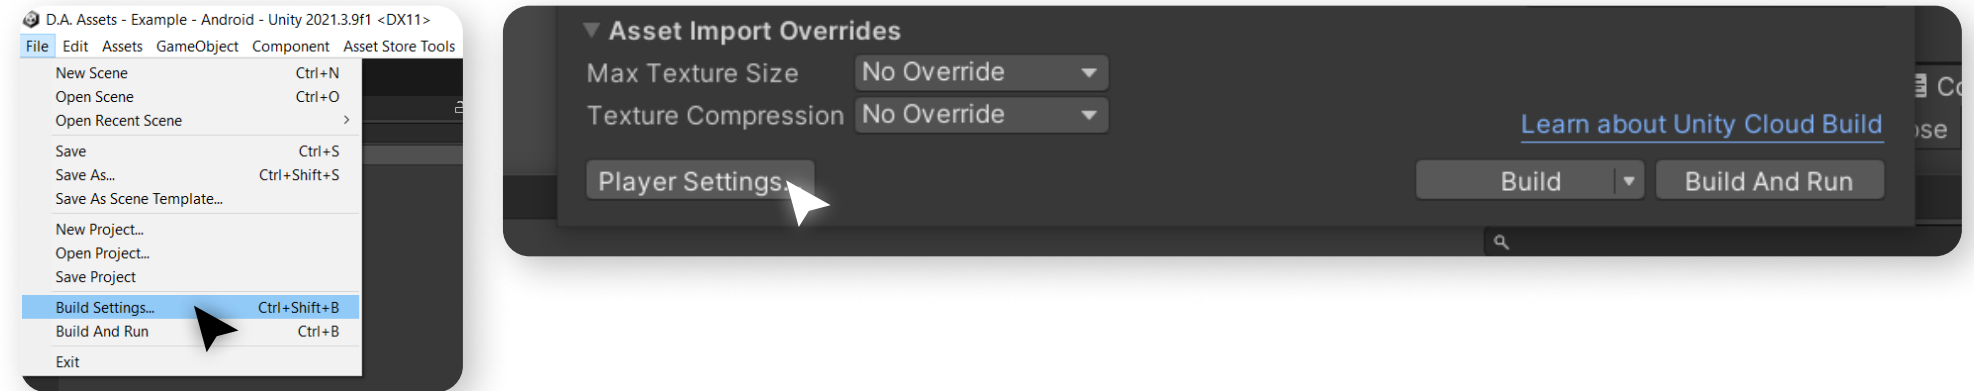 D.A. Assets - Example - Android - Unity 2021.3.9f1 <DX11>
File Edit Assets GameObject Component Asset Store Tools
New Scene Ctrl+N
Open Scene Ctrl+O
Open Recent Scene >
Save Ctrl+S
Save As... Ctrl+Shift+S
Save As Scene Template...
New Project...
Open Project...
Save Project
Build Settings... Ctrl+Shift+B
Build And Run Ctrl+B
Exit
Asset Import Overrides
Max Texture Size No Override
Texture Compression No Override
Learn about Unity Cloud Build
Player Settings... Build Build And Run